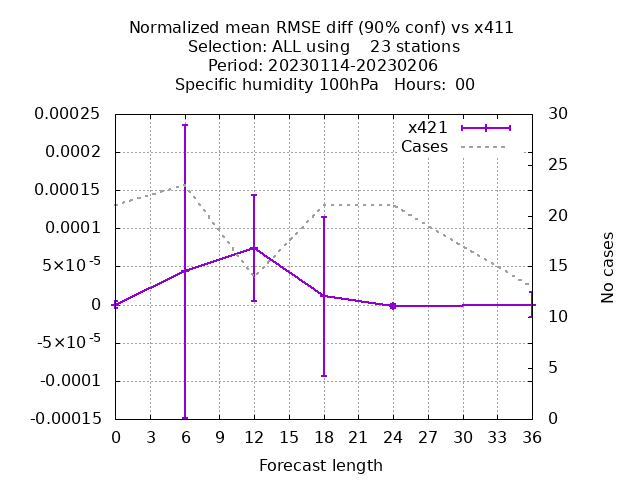 Normalized mean RMSE diff (90% conf) vs x411
Selection: ALL using    23 stations
Period: 20230114-20230206
Specific humidity 100hPa   Hours:  00
0.00025
0.0002
0.00015
0.0001
5×10^-5
0
-5×10^-5
-0.0001
-0.00015
30
25
20
15
10
5
0
x421
Cases
No cases
0 3 6 9 12 15 18 21 24 27 30 33 36
Forecast length